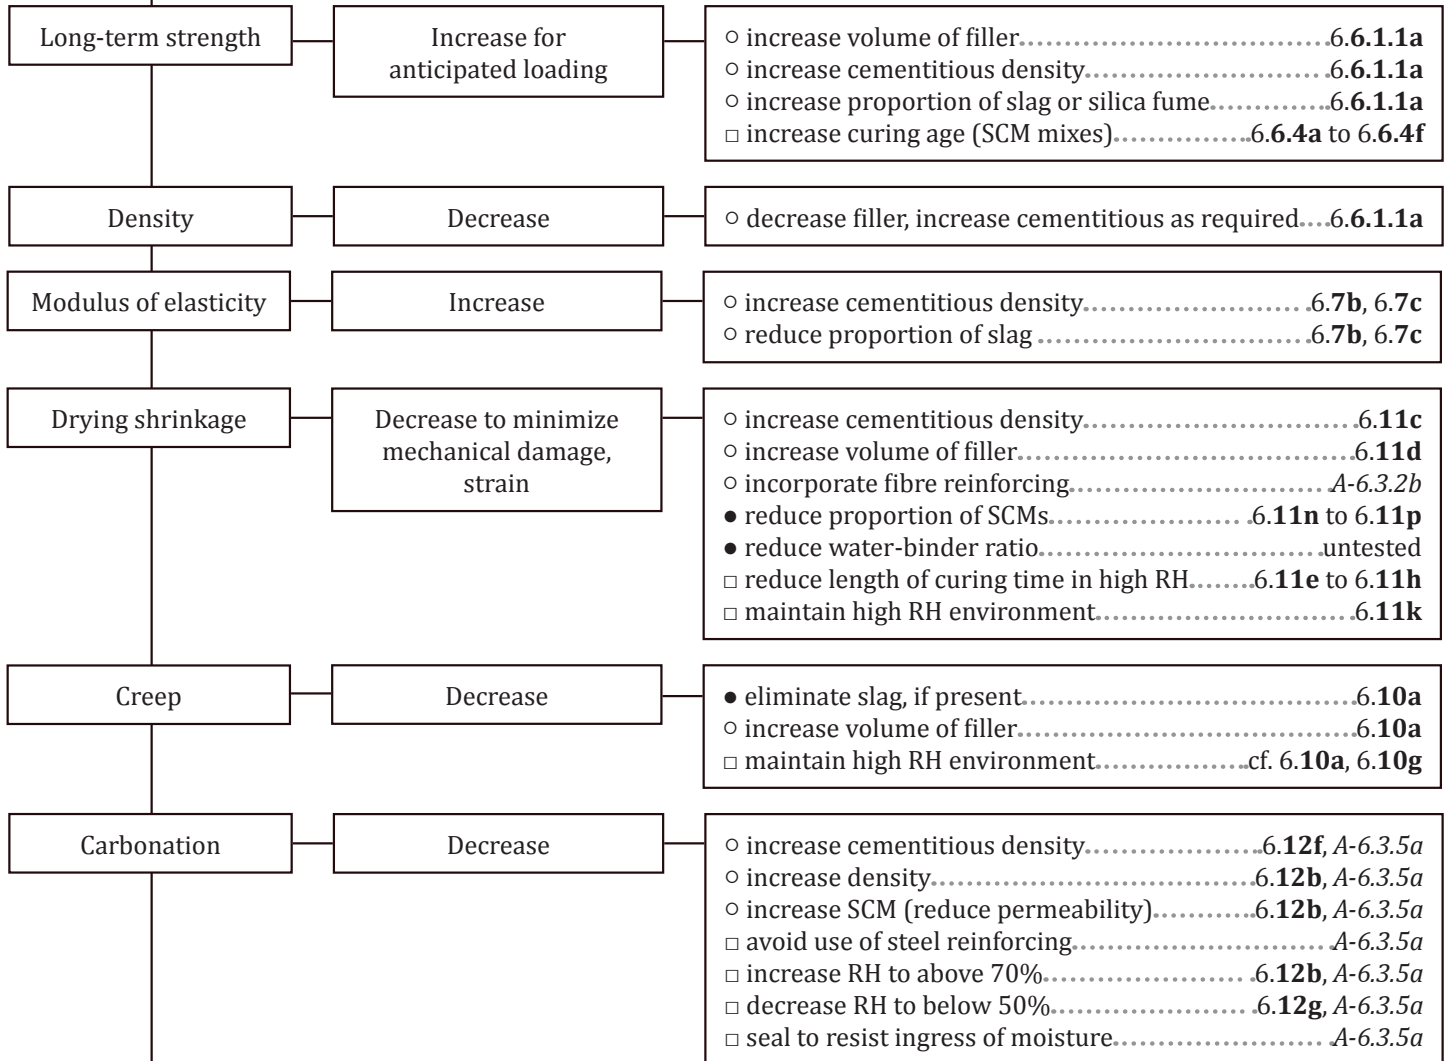 Long-term strength
Increase for
anticipated loading
○ increase volume of filler........................................6.6.1.1a
○ increase cementitious density..............................6.6.1.1a
○ increase proportion of slag or silica fume...............6.6.1.1a
□ increase curing age (SCM mixes).................6.6.4a to 6.6.4f
Density
Decrease
○ decrease filler, increase cementitious as required....6.6.1.1a
Modulus of elasticity
Increase
○ increase cementitious density..............................6.7b, 6.7c
○ reduce proportion of slag ...................................6.7b, 6.7c
Drying shrinkage
Decrease to minimize
mechanical damage,
strain
○ increase cementitious density.......................................6.11c
○ increase volume of filler............................................6.11d
○ incorporate fibre reinforcing..................................A-6.3.2b
● reduce proportion of SCMs.........................6.11n to 6.11p
● reduce water-binder ratio.....................................untested
□ reduce length of curing time in high RH........6.11e to 6.11h
□ maintain high RH environment..................................6.11k
Creep
Decrease
● eliminate slag, if present...........................................6.10a
○ increase volume of filler............................................6.10a
□ maintain high RH environment...................cf. 6.10a, 6.10g
Carbonation
Decrease
○ increase cementitious density.......................6.12f, A-6.3.5a
○ increase density..........................................6.12b, A-6.3.5a
○ increase SCM (reduce permeability).............6.12b, A-6.3.5a
□ avoid use of steel reinforcing..................................A-6.3.5a
□ increase RH to above 70%...........................6.12b, A-6.3.5a
□ decrease RH to below 50%..........................6.12g, A-6.3.5a
□ seal to resist ingress of moisture.............................A-6.3.5a